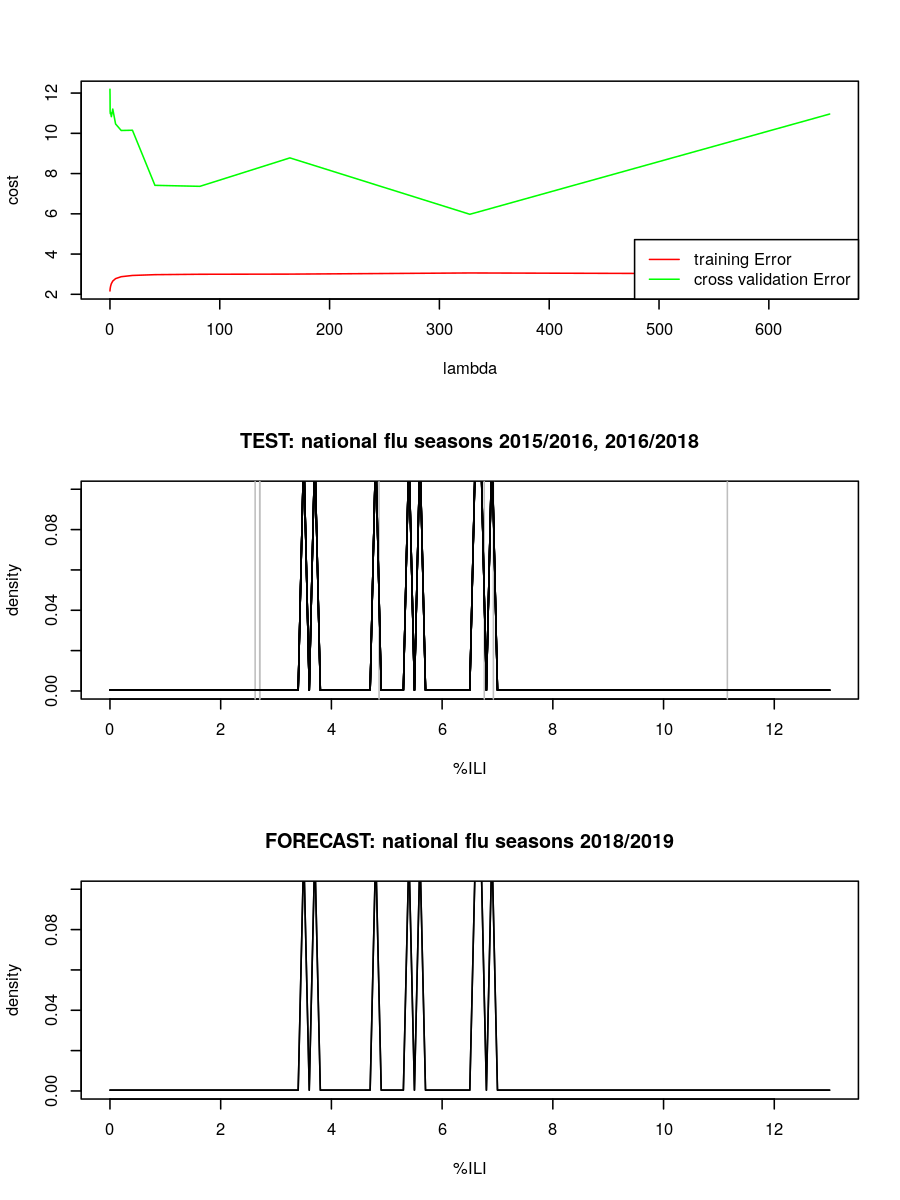 12
10
8
6
4
2
cost
training Error
cross validation Error
0 100 200 300 400 500 600
lambda
TEST: national flu seasons 2015/2016, 2016/2018
0.08
0.04
0.00
density
0 2 4 6 8 10 12
%ILI
FORECAST: national flu seasons 2018/2019
0.08
0.04
0.00
density
0 2 4 6 8 10 12
%ILI